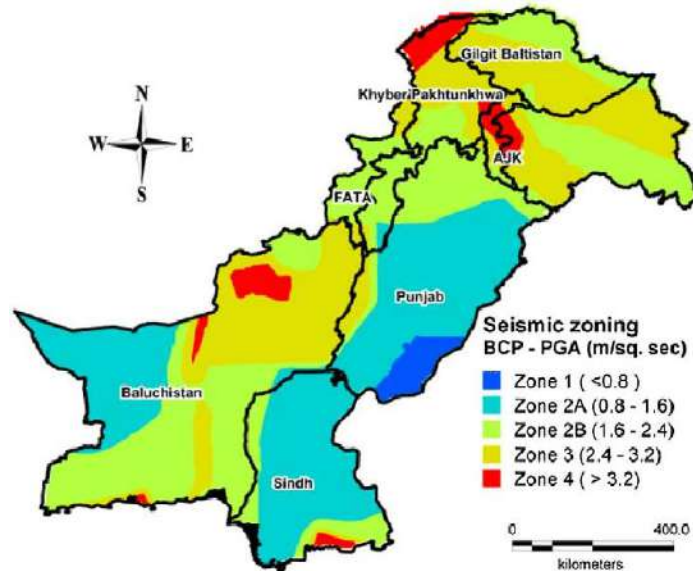 Gilgit Baltistan
Khyber Pakhtunkhwa
N
W E
S
AJK
FATA
Punjab
Seismic zoning
BCP - PGA (m/sq. sec)
Zone 1 ( <0.8 )
Zone 2A (0.8 - 1.6)
Zone 2B (1.6 - 2.4)
Zone 3 (2.4 - 3.2)
Zone 4 ( > 3.2)
Baluchistan
Sindh
0 400.0
kilometers